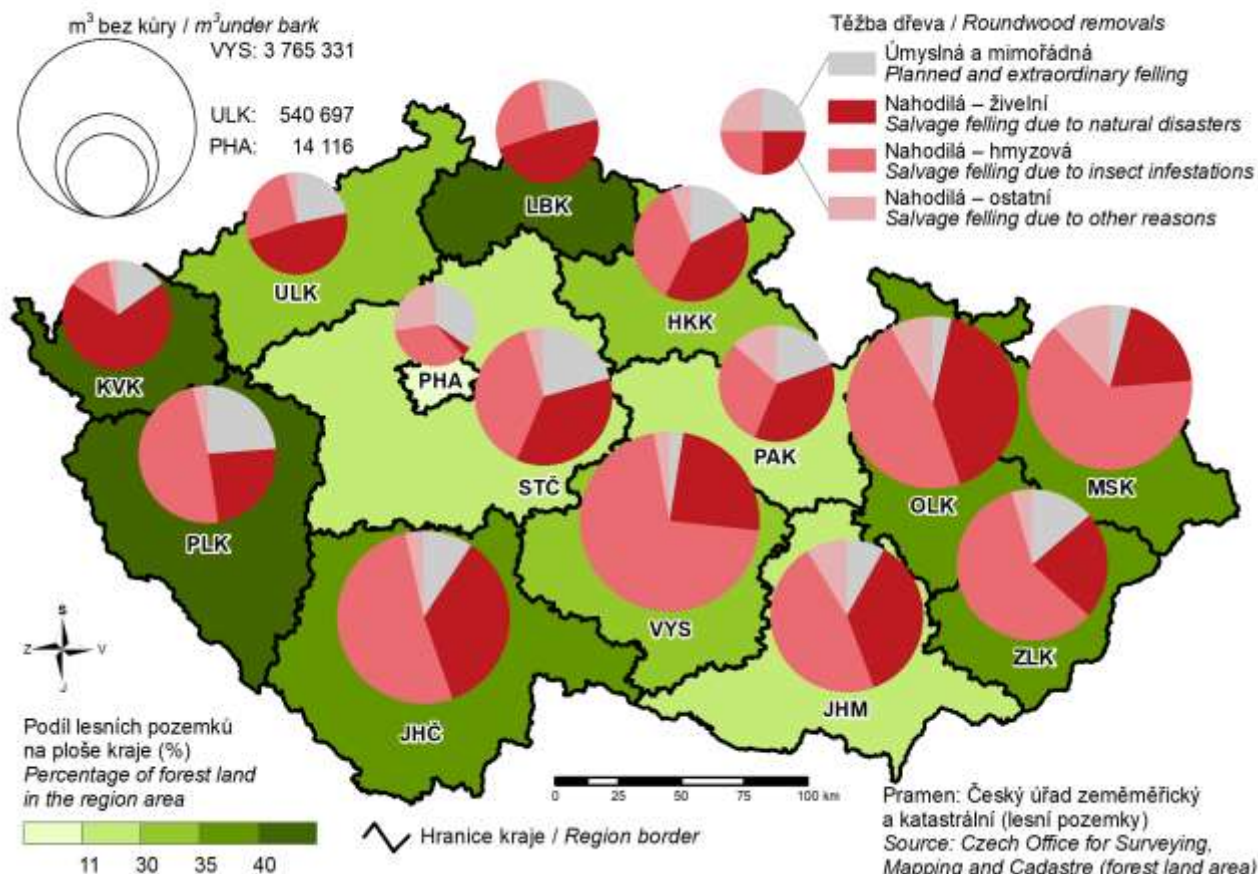 m³ bez kůry / m³under bark
VYS: 3 765 331
ULK: 540 697
PHA: 14 116
Těžba dřeva / Roundwood removals
Úmyslná a mimořádná
Planned and extraordinary felling
Nahodilá – živelní
Salvage felling due to natural disasters
Nahodilá – hmyzová
Salvage felling due to insect infestations
Nahodilá – ostatní
Salvage felling due to other reasons
LBK
ULK
HKK
KVK
PHA
STČ
PAK
OLK
MSK
PLK
VYS
ZLK
JHM
JHČ
S
Z V
J
Podíl lesních pozemků
na ploše kraje (%)
Percentage of forest land
in the region area
11 30 35 40
Hranice kraje / Region border
0 25 50 75 100 km
Pramen: Český úřad zeměměřický
a katastrální (lesní pozemky)
Source: Czech Office for Surveying,
Mapping and Cadastre (forest land area)